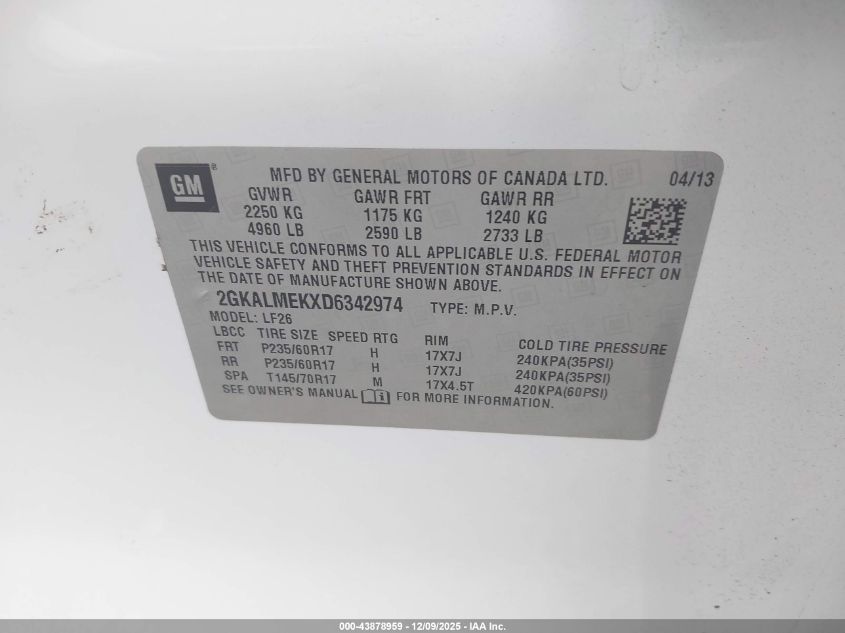 GM ®
MFD BY GENERAL MOTORS OF CANADA LTD. 04/13
GVWR GAWR FRT GAWR RR
2250 KG 1175 KG 1240 KG
4960 LB 2590 LB 2733 LB
THIS VEHICLE CONFORMS TO ALL APPLICABLE U.S. FEDERAL MOTOR
VEHICLE SAFETY AND THEFT PREVENTION STANDARDS IN EFFECT ON
THE DATE OF MANUFACTURE SHOWN ABOVE.
2GKALMEKXD6342974 TYPE: M.P.V.
MODEL: LF26
LBCC TIRE SIZE SPEED RTG RIM COLD TIRE PRESSURE
FRT P235/60R17 H 17X7J 240KPA(35PSI)
RR P235/60R17 H 17X7J 240KPA(35PSI)
SPA T145/70R17 M 17X4.5T 420KPA(60PSI)
SEE OWNER'S MANUAL FOR MORE INFORMATION.
000-43878959 - 12/09/2025 - IAA Inc.